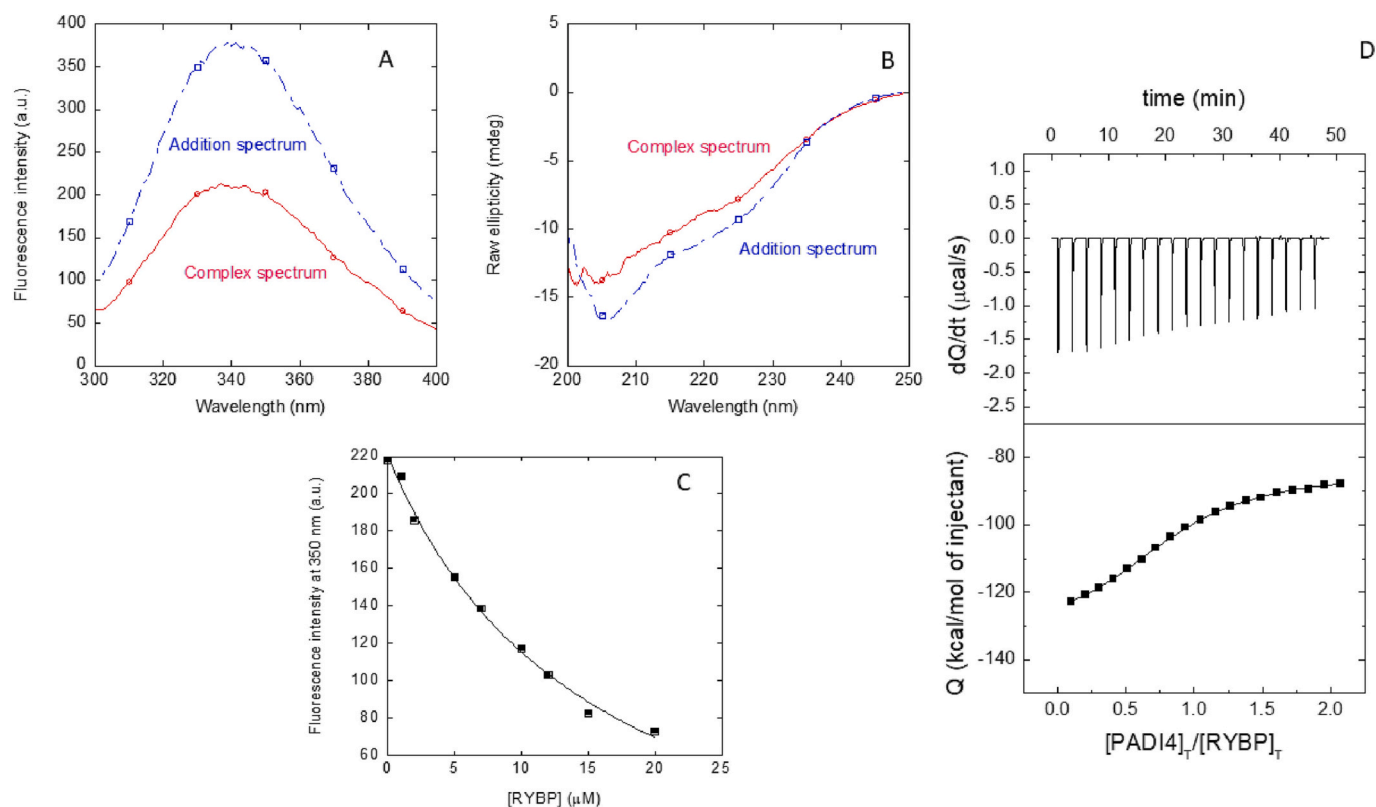 A
400
350
300
250
200
150
100
50
0
Fluorescence intensity (a.u.)
Addition spectrum
Complex spectrum
300 320 340 360 380 400
Wavelength (nm)
B
5
0
-5
-10
-15
-20
Raw ellipticity (mdeg)
Complex spectrum
Addition spectrum
200 210 220 230 240 250
Wavelength (nm)
C
220
200
180
160
140
120
100
80
60
Fluorescence intensity at 350 nm (a.u.)
0 5 10 15 20 25
[RYBP] (μM)
D
time (min)
0 10 20 30 40 50
1.0
0.5
0.0
-0.5
-1.0
-1.5
-2.0
-2.5
dQ/dt (μcal/s)
-80
-100
-120
-140
Q (kcal/mol of injectant)
0.0 0.5 1.0 1.5 2.0
[PADI4]T/[RYBP]T